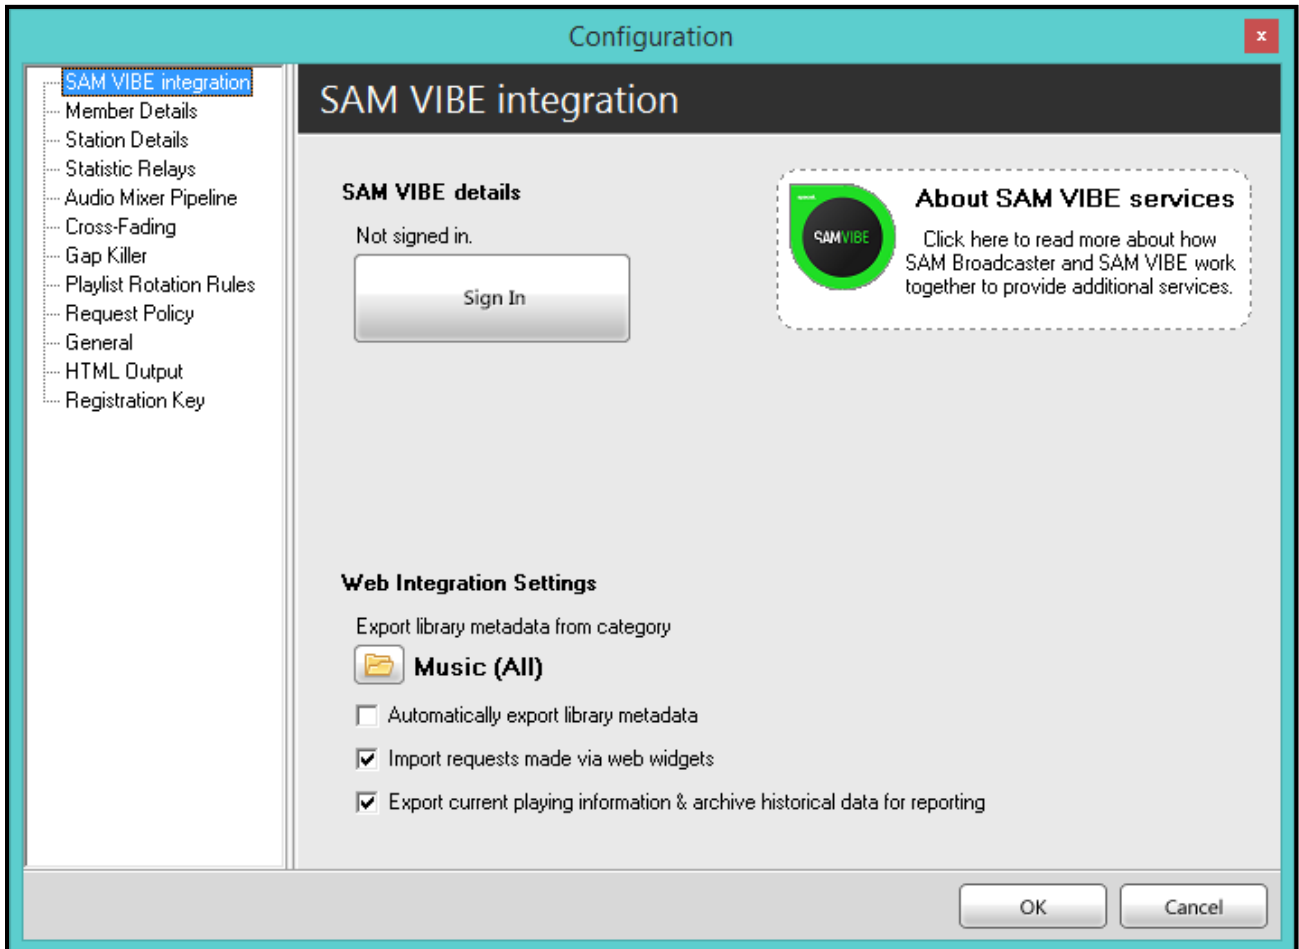 Configuration
x
SAM VIBE integration
Member Details
Station Details
Statistic Relays
Audio Mixer Pipeline
Cross-Fading
Gap Killer
Playlist Rotation Rules
Request Policy
General
HTML Output
Registration Key
SAM VIBE integration
SAM VIBE details
Not signed in.
Sign In
SAMVIBE
About SAM VIBE services
Click here to read more about how
SAM Broadcaster and SAM VIBE work
together to provide additional services.
Web Integration Settings
Export library metadata from category
Music (All)
Automatically export library metadata
Import requests made via web widgets
Export current playing information & archive historical data for reporting
OK
Cancel